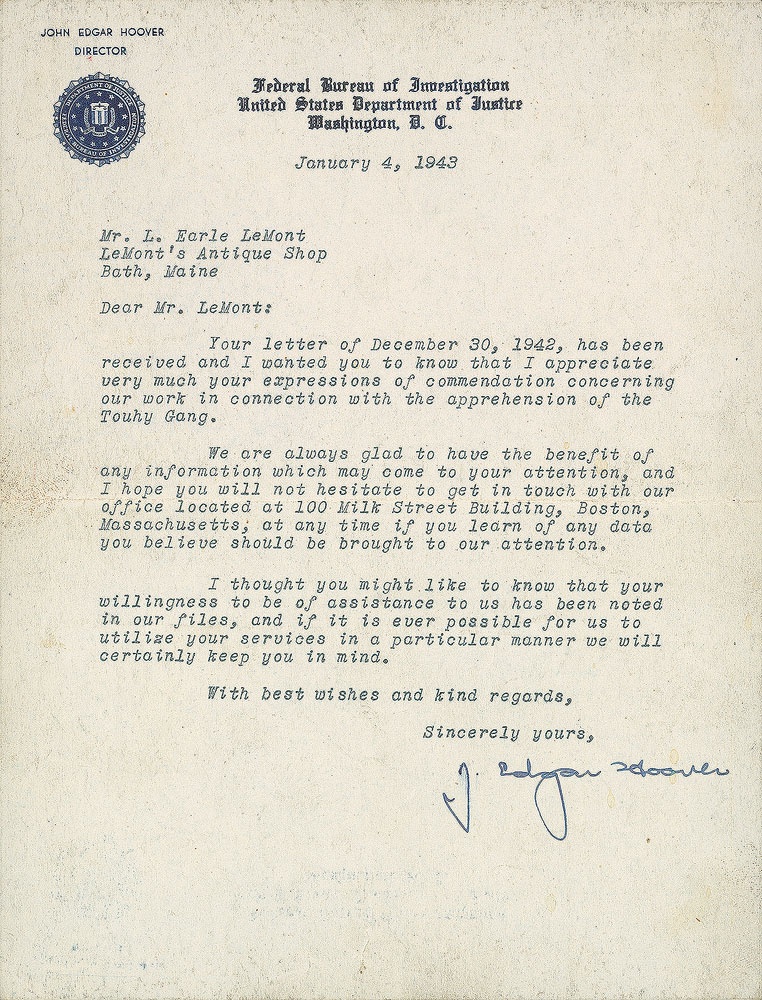 JOHN EDGAR HOOVER
DIRECTOR
DEPARTMENT OF JUSTICE
FEDERAL BUREAU OF INVESTIGATION
Federal Bureau of Investigation
United States Department of Justice
Washington, D. C.
January 4, 1943
Mr. L. Earle LeMont
LeMont's Antique Shop
Bath, Maine
Dear Mr. LeMont:
Your letter of December 30, 1942, has been
received and I wanted you to know that I appreciate
very much your expressions of commendation concerning
our work in connection with the apprehension of the
Touhy Gang.
We are always glad to have the benefit of
any information which may come to your attention, and
I hope you will not hesitate to get in touch with our
office located at 100 Milk Street Building, Boston,
Massachusetts, at any time if you learn of any data
you believe should be brought to our attention.
I thought you might like to know that your
willingness to be of assistance to us has been noted
in our files, and if it is ever possible for us to
utilize your services in a particular manner we will
certainly keep you in mind.
With best wishes and kind regards,
Sincerely yours,
J. Edgar Hoover